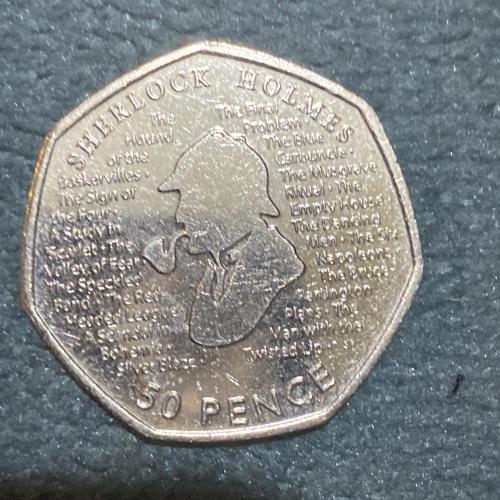 SHERLOCK HOLMES
The
Hound
of the
Baskervilles •
The Sign of
the Four •
A Study in
Scarlet • The
Valley of Fear
The Speckled
Band • The Red-
Headed League
A Scandal in
Bohemia •
Silver Blaze
The Final
Problem •
The Blue
Carbuncle •
The Musgrave
Ritual • The
Empty House
The Dancing
Men • The Six
Napoleons •
The Bruce-
Partington
Plans • The
Man with the
Twisted Lip •
50 PENCE